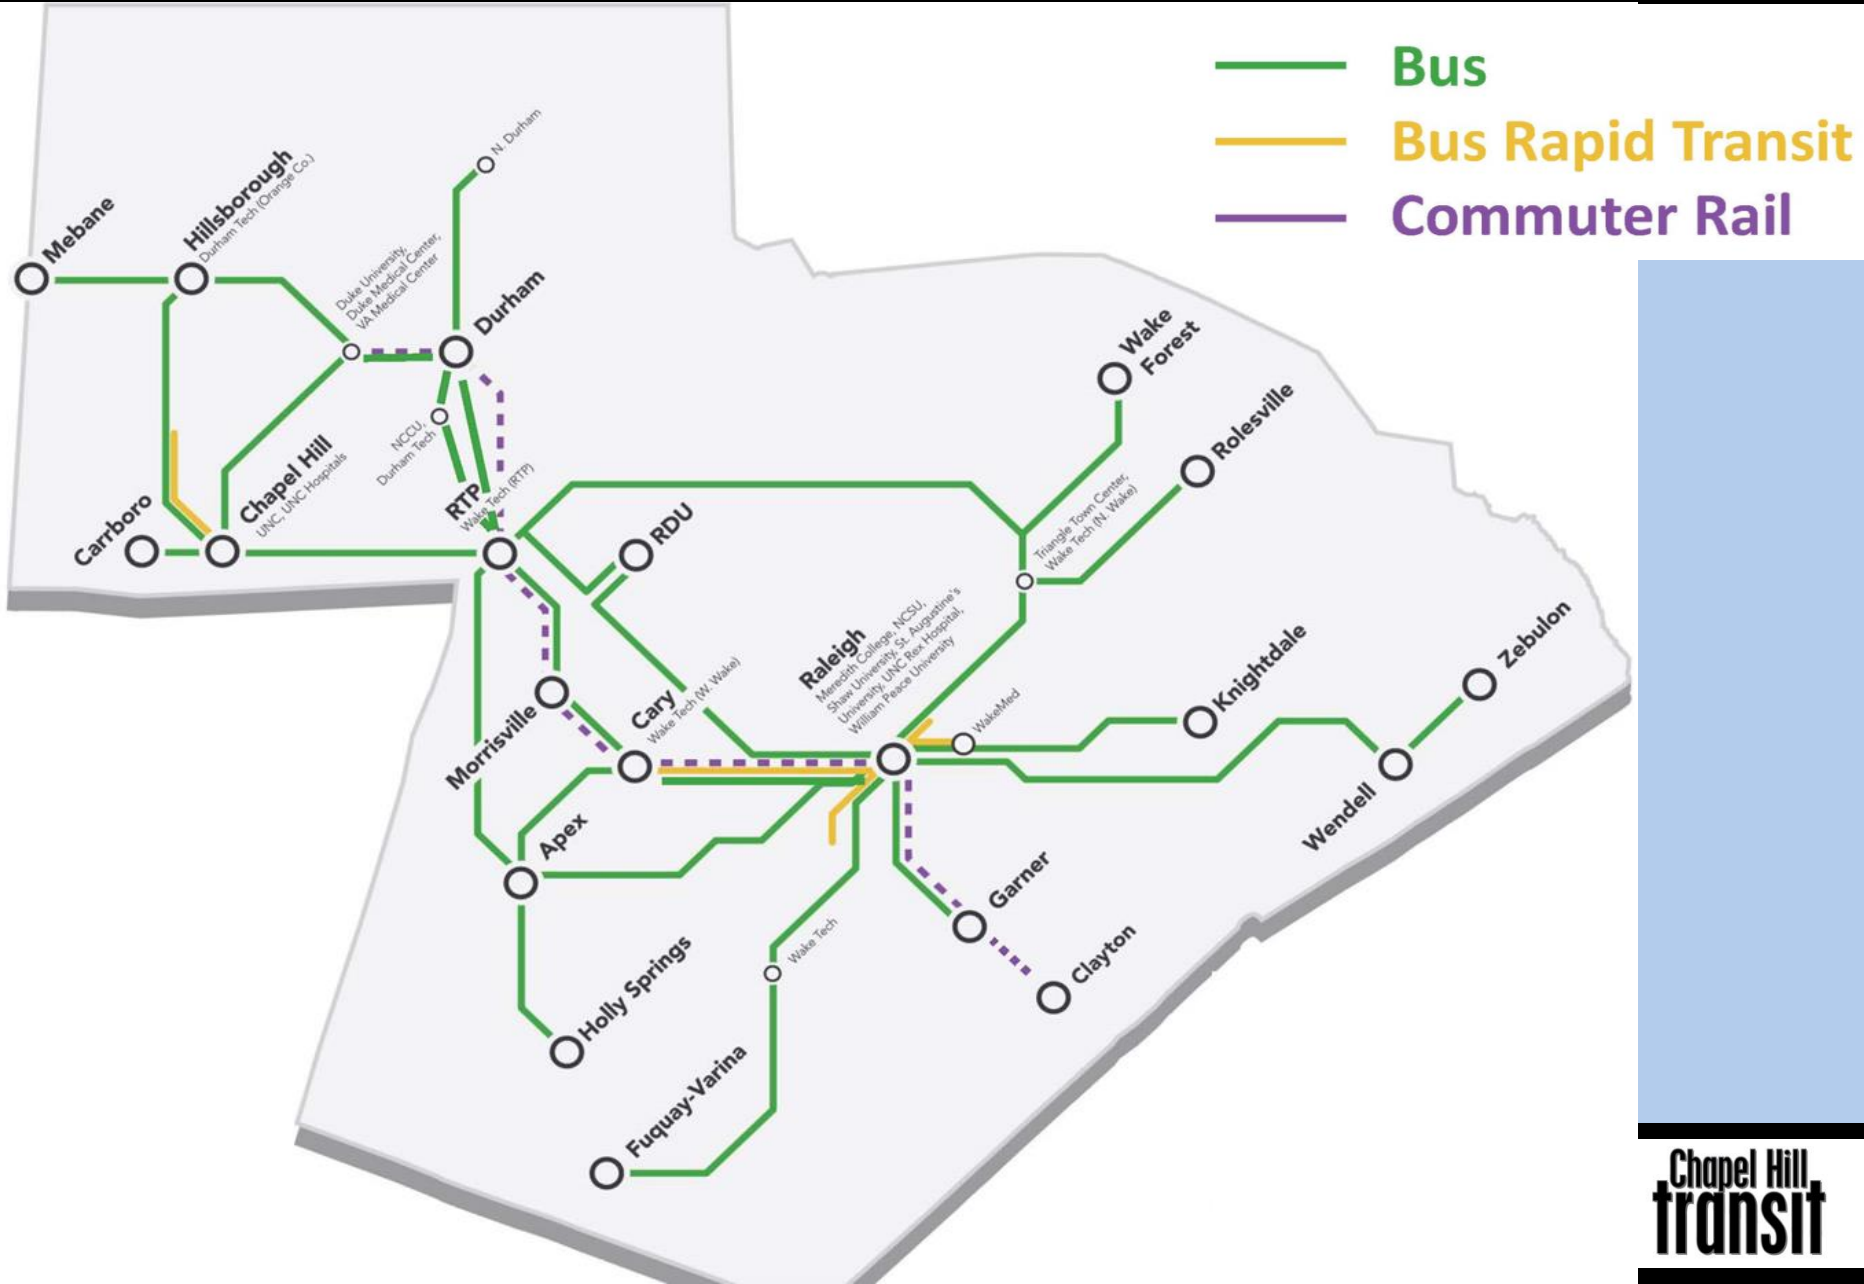 Bus
Bus Rapid Transit
Commuter Rail
N. Durham
Mebane
Hillsborough
Durham Tech (Orange Co.)
Duke University,
Duke Medical Center,
VA Medical Center
Durham
NCCU,
Durham Tech
Chapel Hill
UNC, UNC Hospitals
Carrboro
RTP
Wake Tech (RTP)
RDU
Wake
Forest
Rolesville
Triangle Town Center,
Wake Tech (N. Wake)
Raleigh
Meredith College, NCSU,
Shaw University, St. Augustine's
University, UNC Rex Hospital,
William Peace University
WakeMed
Knightdale
Zebulon
Wendell
Cary
Wake Tech (W. Wake)
Morrisville
Apex
Garner
Clayton
Wake Tech
Holly Springs
Fuquay-Varina
Chapel Hill
transit